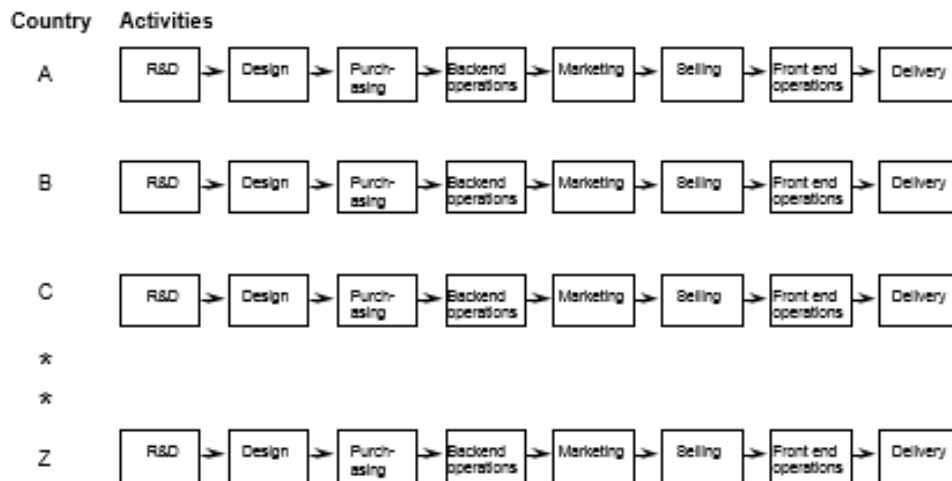 Country Activities
A R&D Design Purch- Backend Marketing Selling Front end Delivery
asing operations operations
B R&D Design Purch- Backend Marketing Selling Front end Delivery
asing operations operations
C R&D Design Purch- Backend Marketing Selling Front end Delivery
asing operations operations
*
*
Z R&D Design Purch- Backend Marketing Selling Front end Delivery
asing operations operations